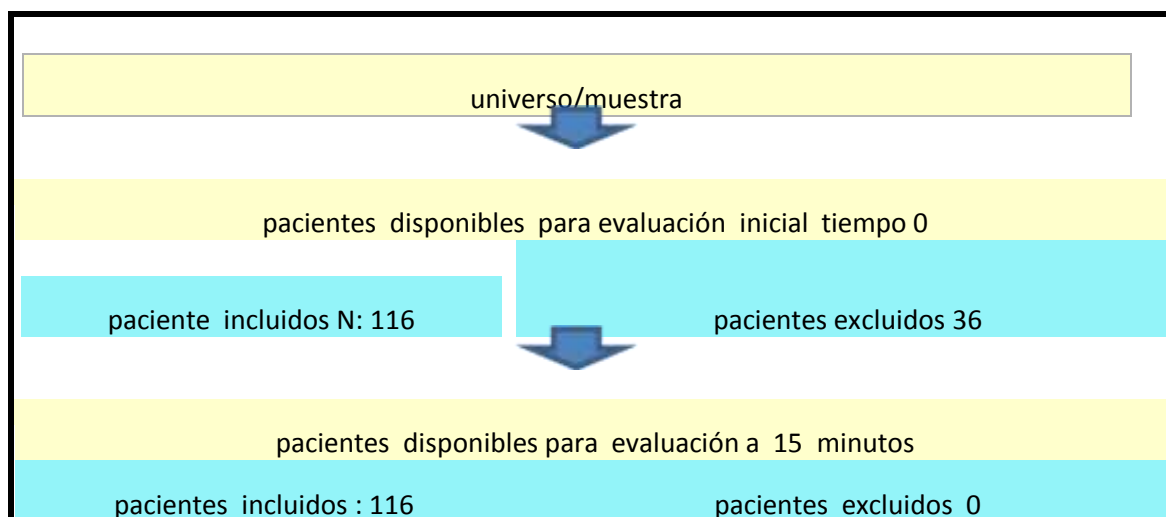 universo/muestra
pacientes disponibles para evaluación inicial tiempo 0
paciente incluidos N: 116
pacientes excluidos 36
pacientes disponibles para evaluación a 15 minutos
pacientes incluidos : 116
pacientes excluidos 0